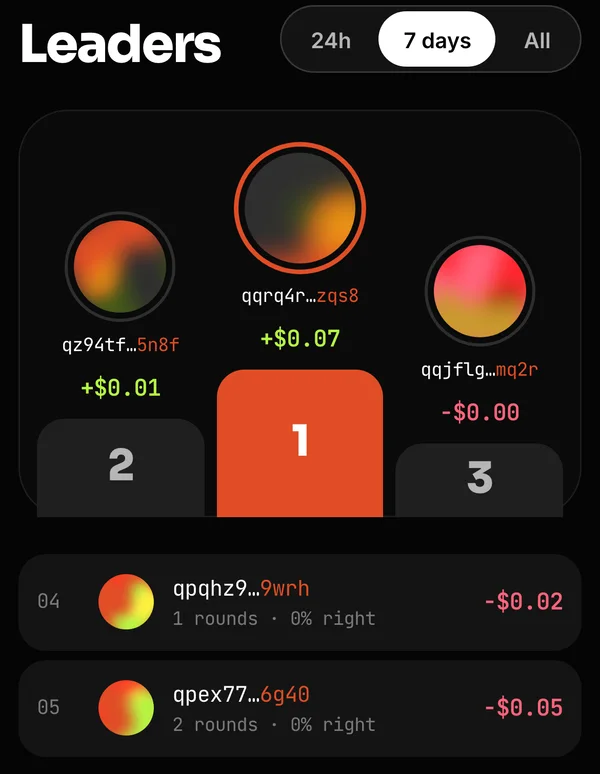 Leaders
24h 7 days All
qqrq4r…zqs8
+$0.07
1
qz94tf…5n8f
+$0.01
2
qqjflg…mq2r
-$0.00
3
04 qpqhz9…9wrh -$0.02
1 rounds · 0% right
05 qpex77…6g40 -$0.05
2 rounds · 0% right